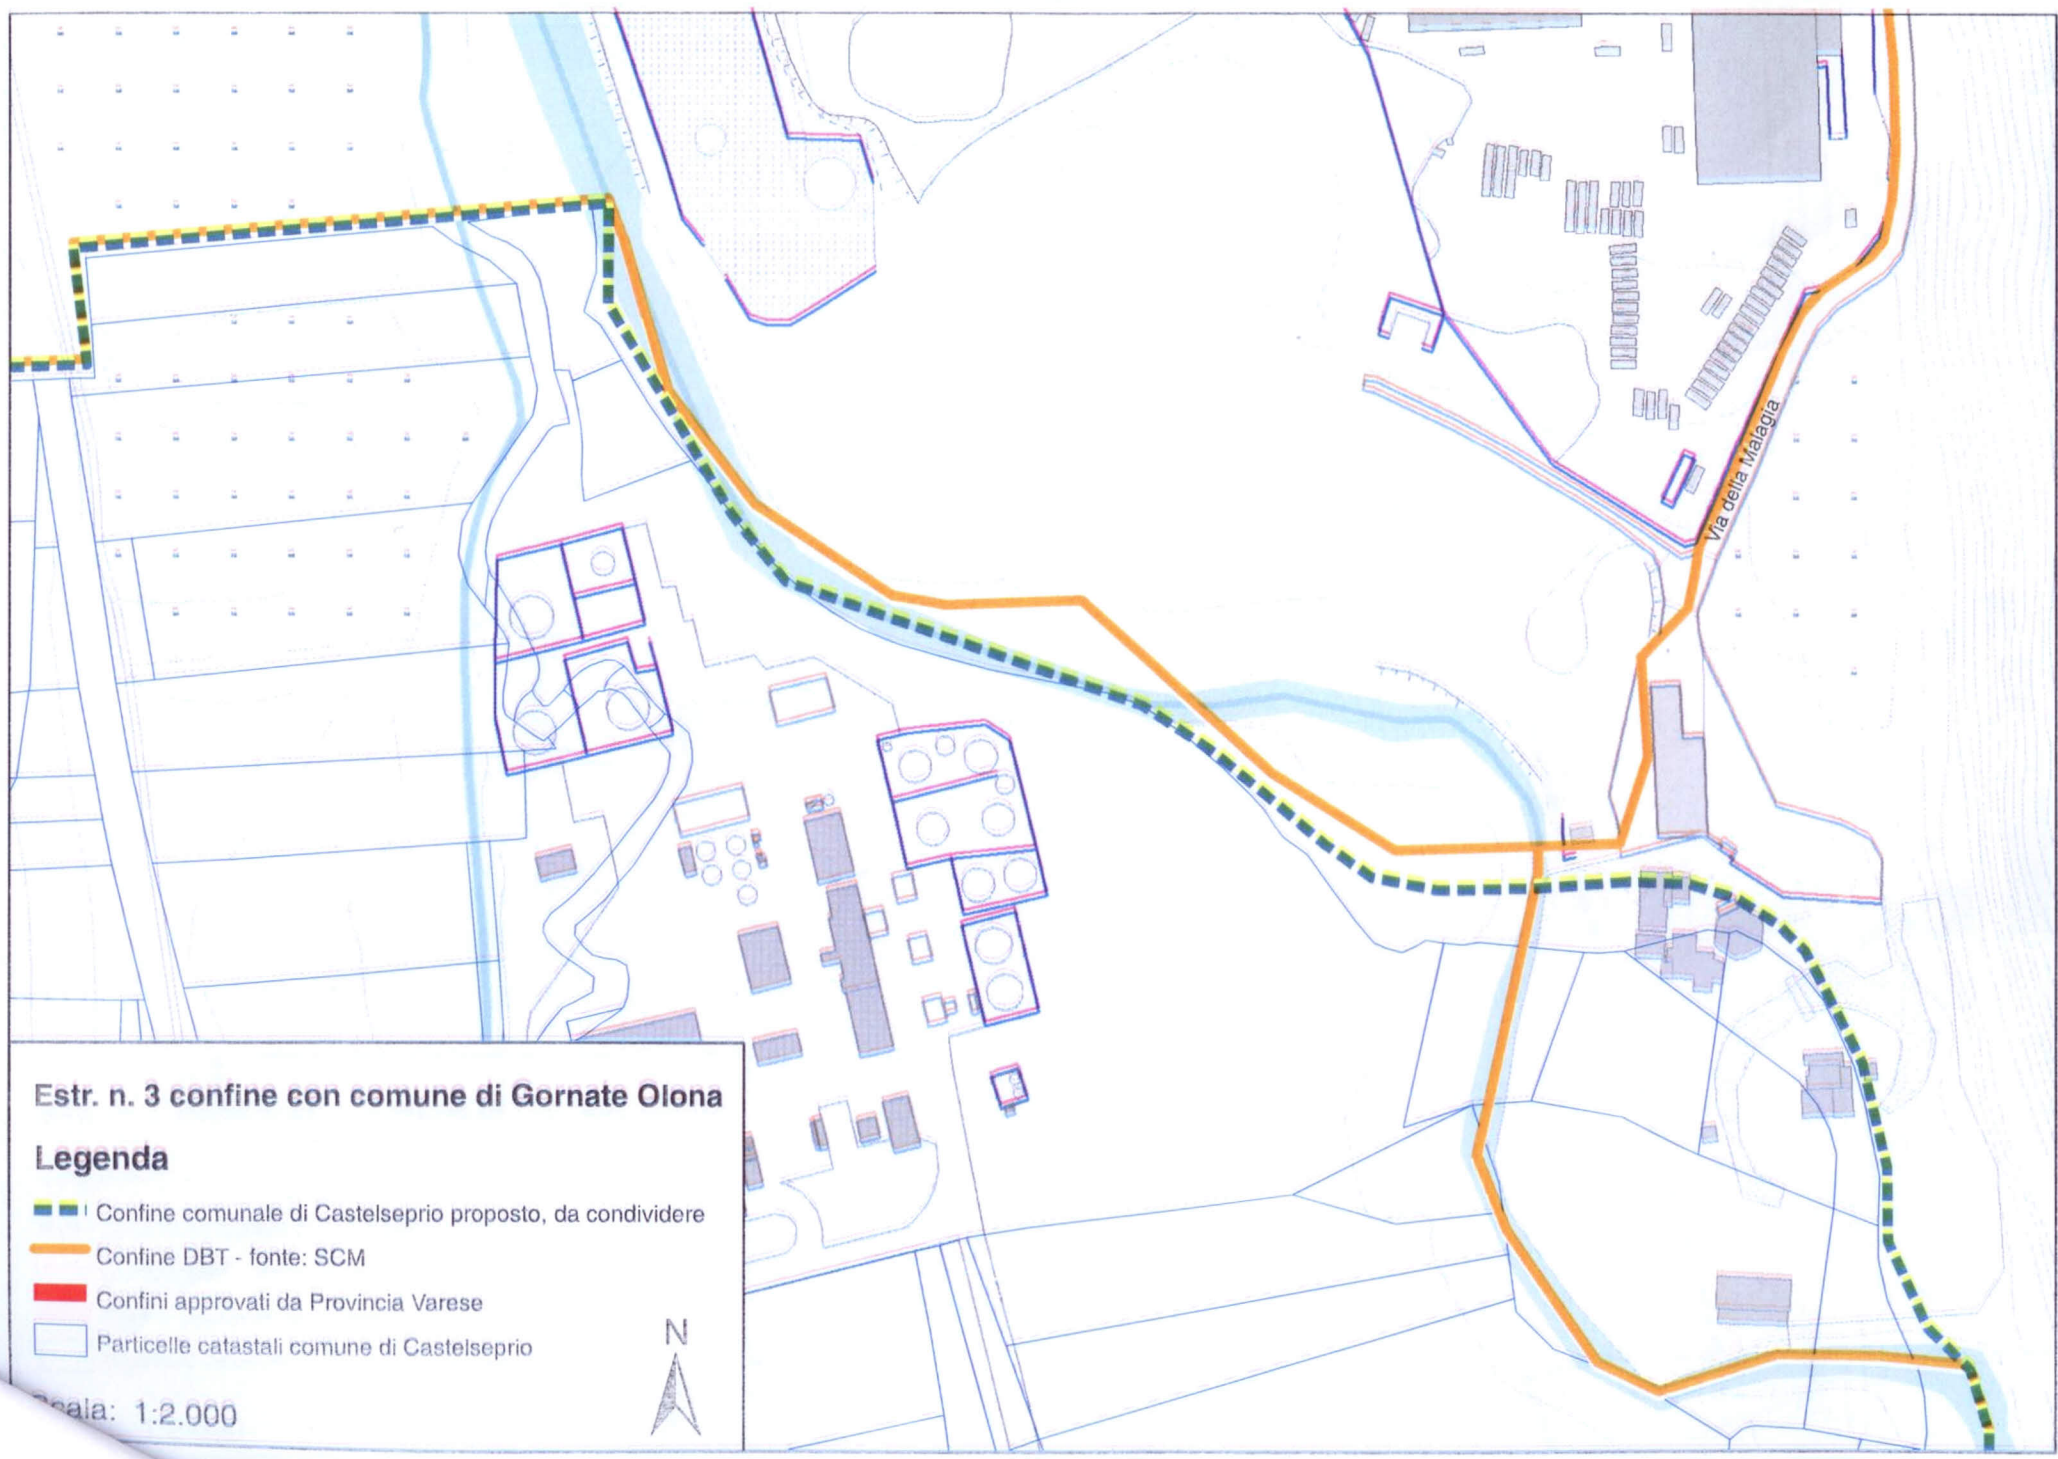 Via della Malagia
Estr. n. 3 confine con comune di Gornate Olona
Legenda
Confine comunale di Castelseprio proposto, da condividere
Confine DBT - fonte: SCM
Confini approvati da Provincia Varese
Particelle catastali comune di Castelseprio
N
cala: 1:2.000